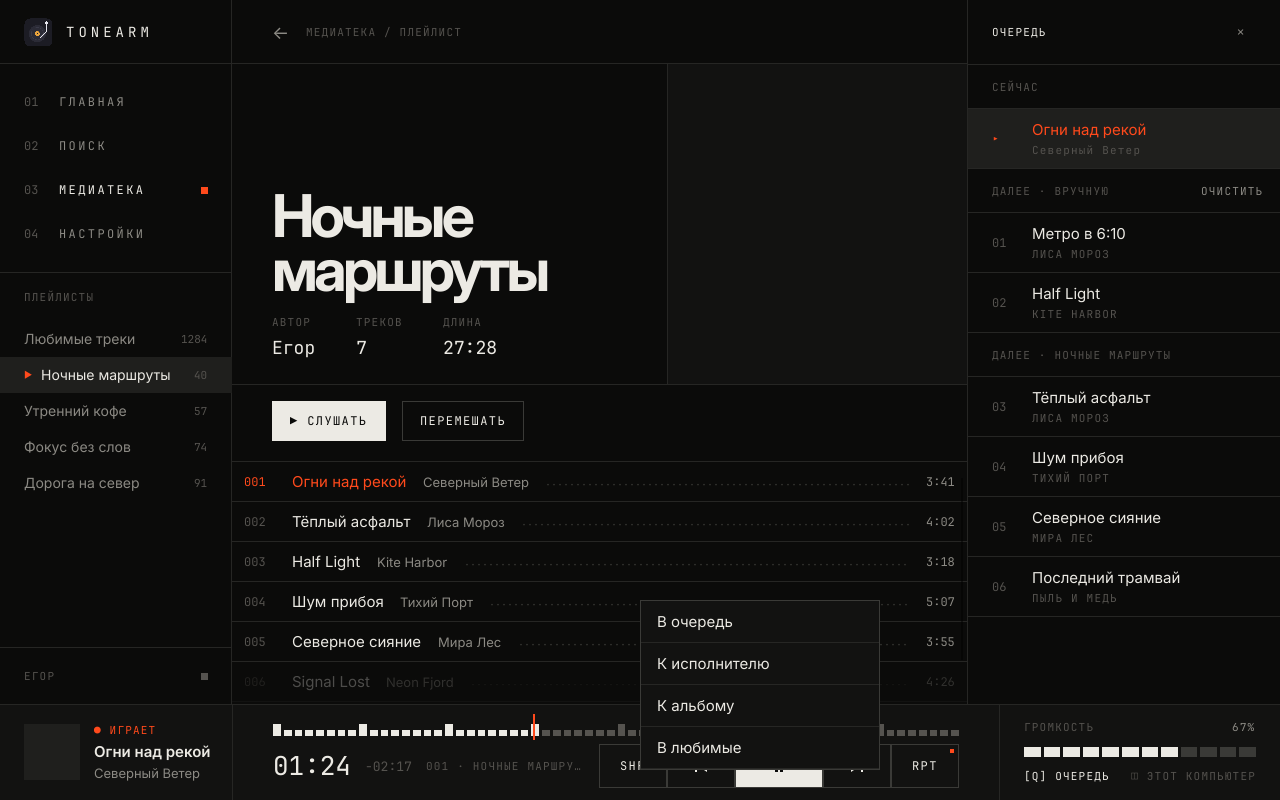 TONEARM
01 ГЛАВНАЯ
02 ПОИСК
03 МЕДИАТЕКА
04 НАСТРОЙКИ
ПЛЕЙЛИСТЫ
Любимые треки 1284
Ночные маршруты 40
Утренний кофе 57
Фокус без слов 74
Дорога на север 91
ЕГОР
← МЕДИАТЕКА / ПЛЕЙЛИСТ
Ночные
маршруты
АВТОР ТРЕКОВ ДЛИНА
Егор 7 27:28
▶ СЛУШАТЬ ПЕРЕМЕШАТЬ
001 Огни над рекой Северный Ветер 3:41
002 Тёплый асфальт Лиса Мороз 4:02
003 Half Light Kite Harbor 3:18
004 Шум прибоя Тихий Порт 5:07
005 Северное сияние Мира Лес 3:55
006 Signal Lost Neon Fjord 4:26
В очередь
К исполнителю
К альбому
В любимые
ОЧЕРЕДЬ ×
СЕЙЧАС
Огни над рекой
Северный Ветер
ДАЛЕЕ · ВРУЧНУЮ ОЧИСТИТЬ
01 Метро в 6:10
ЛИСА МОРОЗ
02 Half Light
KITE HARBOR
ДАЛЕЕ · НОЧНЫЕ МАРШРУТЫ
03 Тёплый асфальт
ЛИСА МОРОЗ
04 Шум прибоя
ТИХИЙ ПОРТ
05 Северное сияние
МИРА ЛЕС
06 Последний трамвай
ПЫЛЬ И МЕДЬ
ИГРАЕТ
Огни над рекой
Северный Ветер
01:24 -02:17 001 · НОЧНЫЕ МАРШРУ…
RPT
ГРОМКОСТЬ 67%
[Q] ОЧЕРЕДЬ ЭТОТ КОМПЬЮТЕР